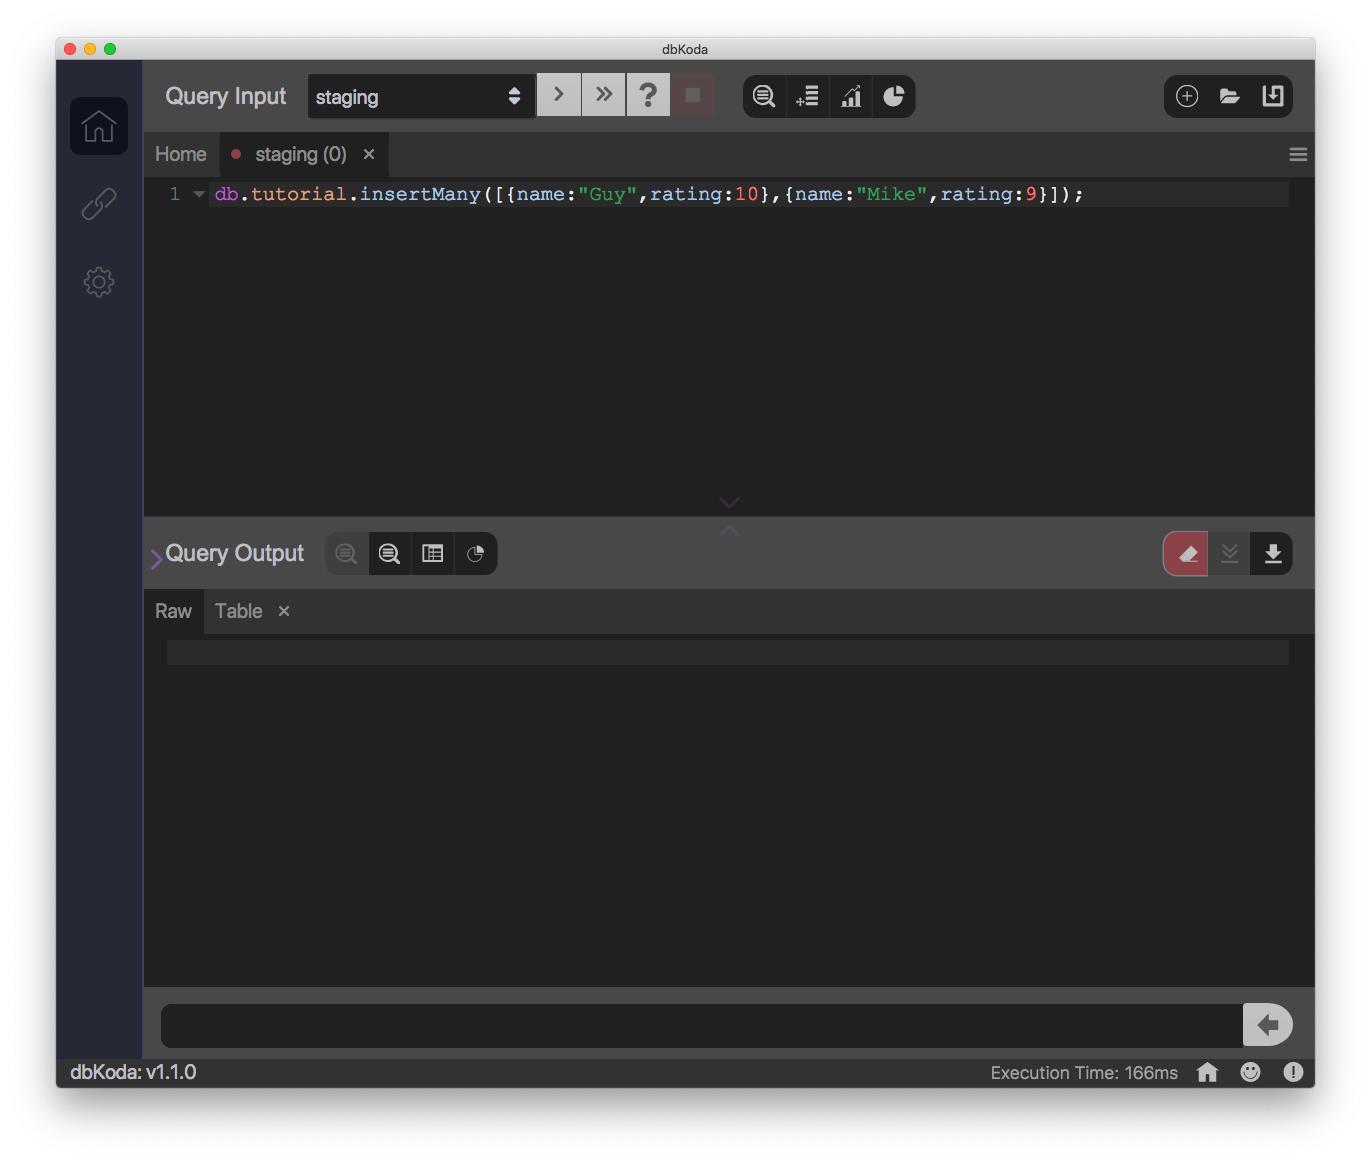 dbKoda
Query Input staging
Home staging (0)
1 db.tutorial.insertMany([{name:"Guy",rating:10},{name:"Mike",rating:9}]);
Query Output
Raw Table
dbKoda: v1.1.0 Execution Time: 166ms